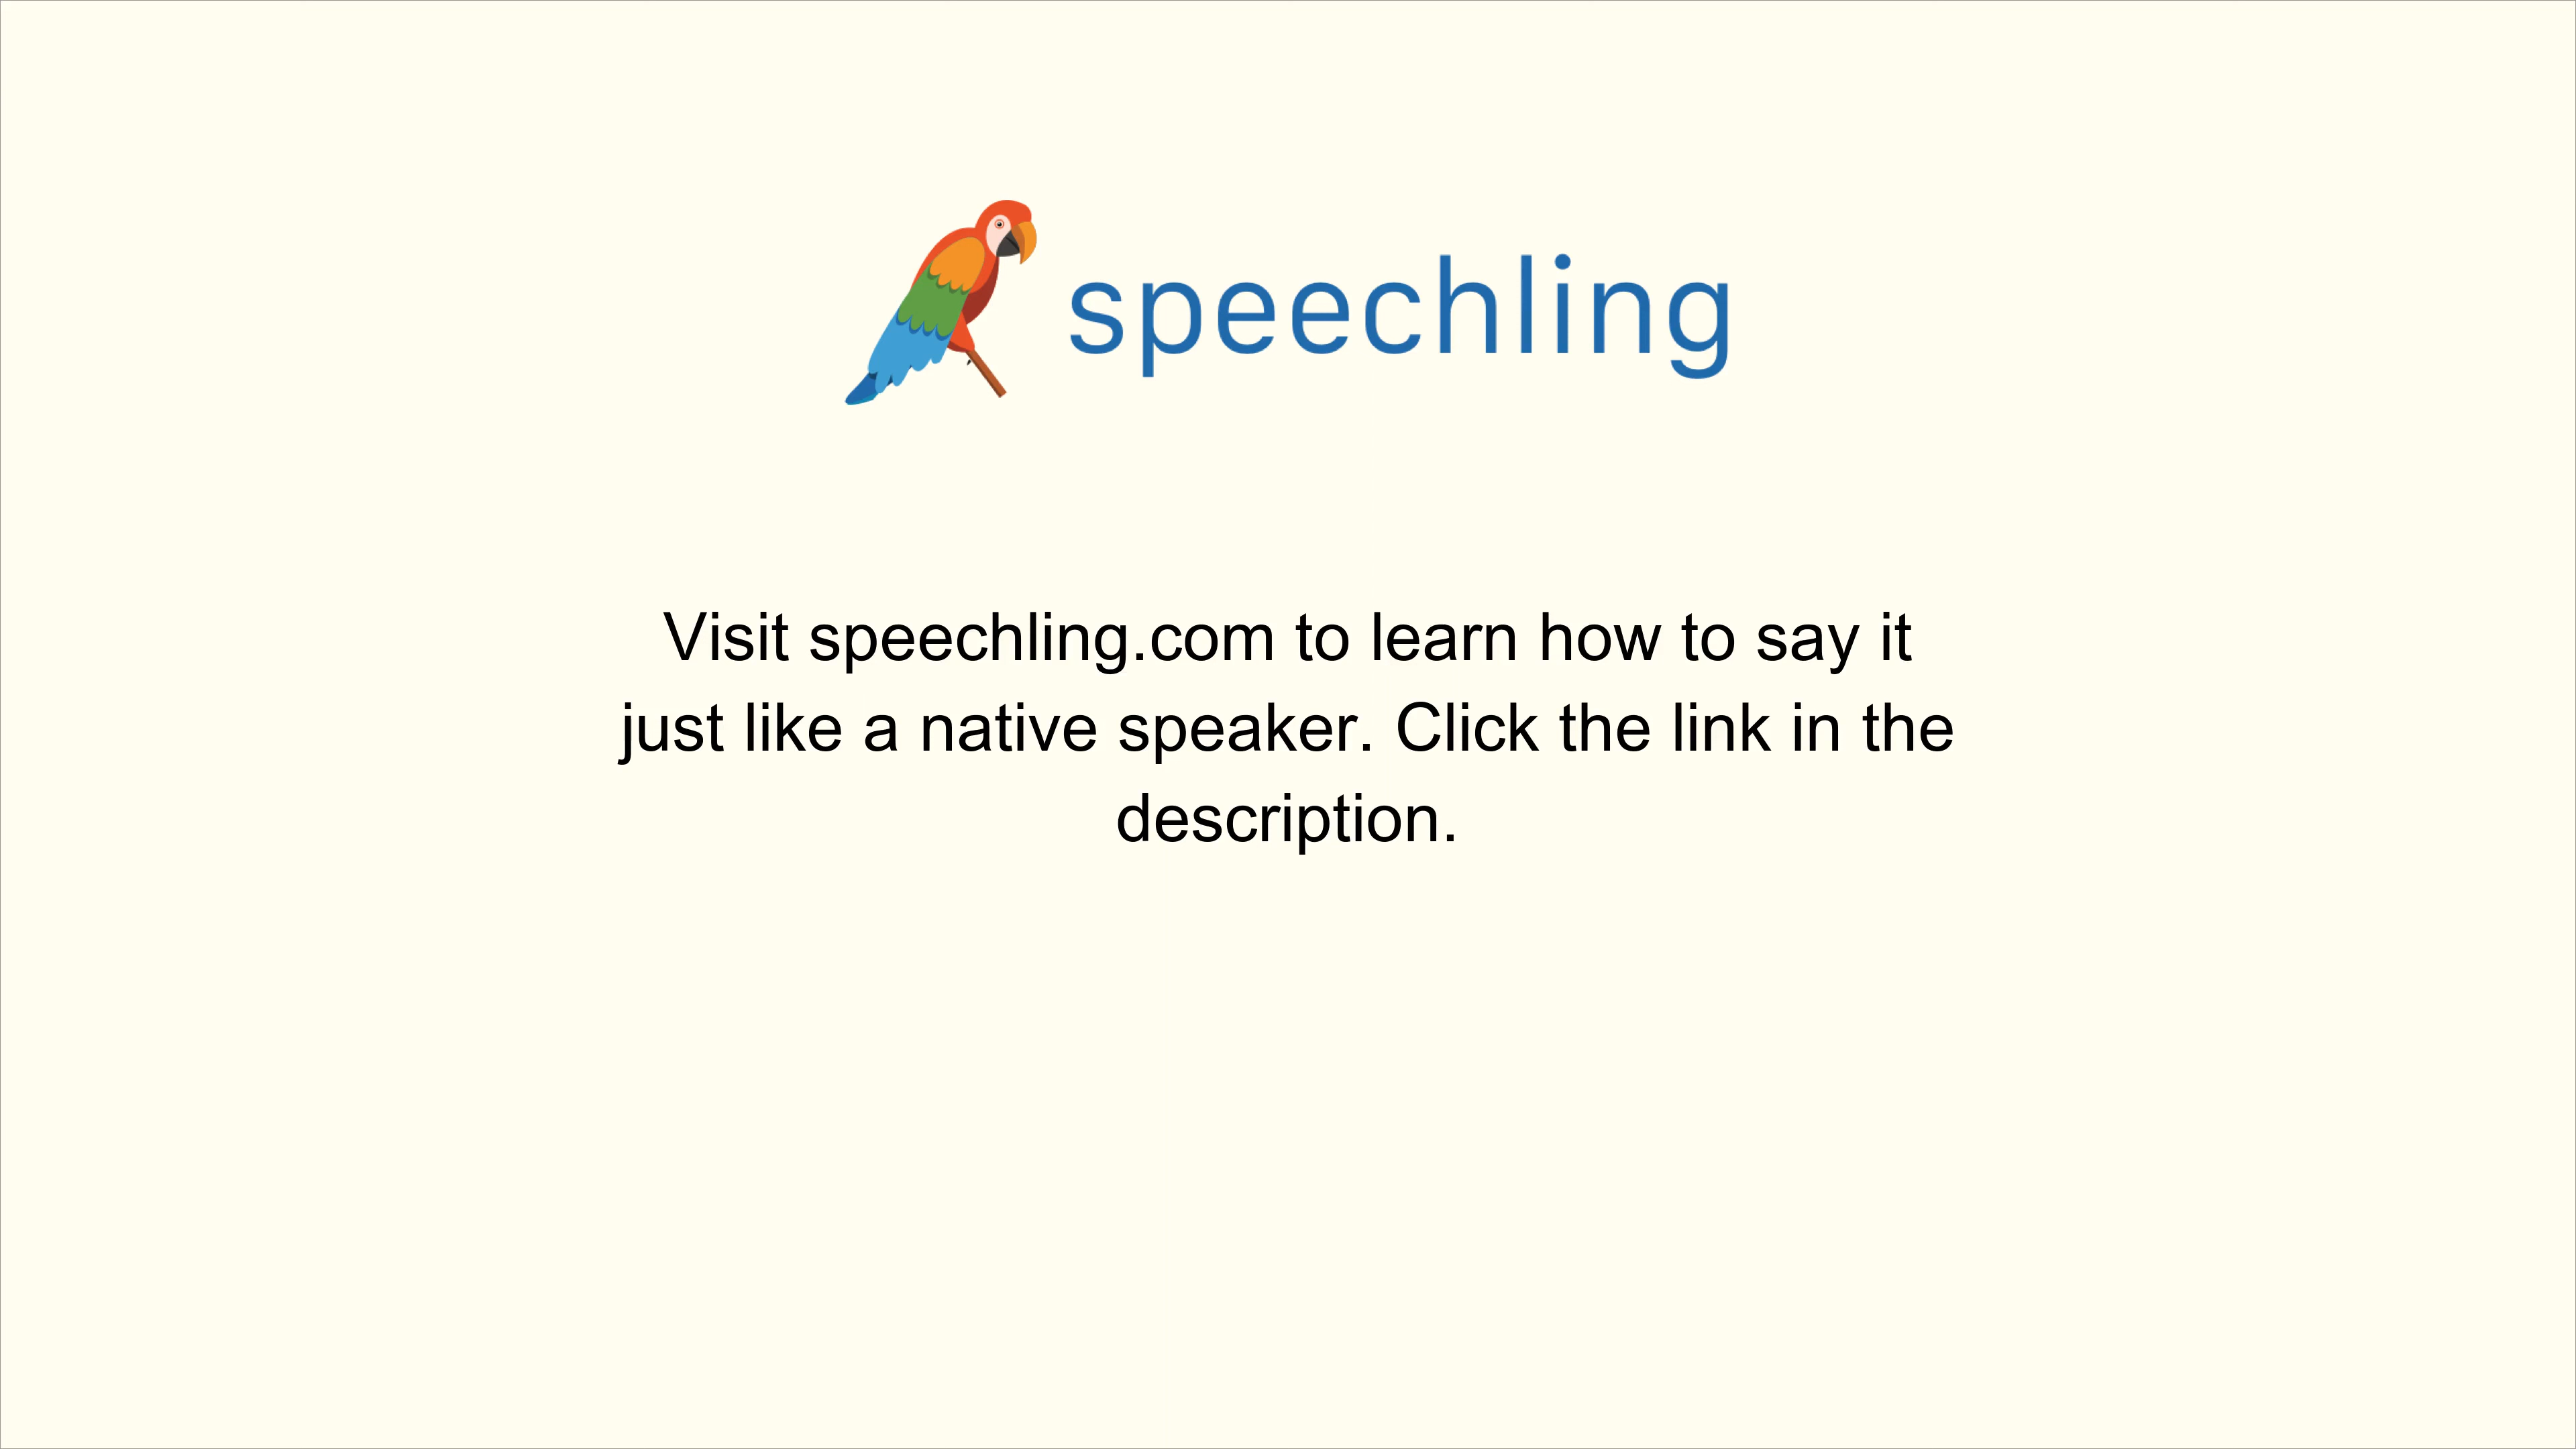 speechling
Visit speechling.com to learn how to say it
just like a native speaker. Click the link in the
description.